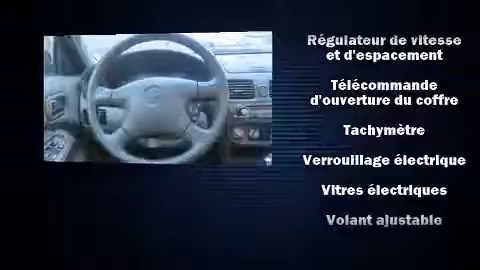 Régulateur de vitesse
et d'espacement
Télécommande
d'ouverture du coffre
Tachymètre
Verrouillage électrique
Vitres électriques
Volant ajustable